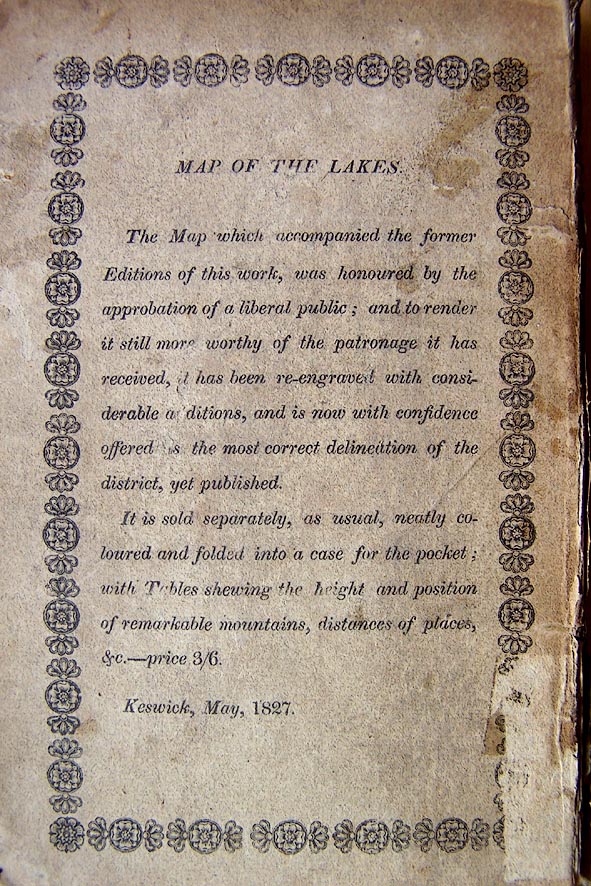 MAP OF THE LAKES.
The Map which accompanied the former
Editions of this work, was honoured by the
approbation of a liberal public ; and to render
it still more worthy of the patronage it has
received, it has been re-engraved with consi-
derable additions, and is now with confidence
offered as the most correct delineation of the
district, yet published.
It is sold separately, as usual, neatly co-
loured and folded into a case for the pocket ;
with Tables shewing the height and position
of remarkable mountains, distances of places,
&c.—price 3/6.
Keswick, May, 1827.